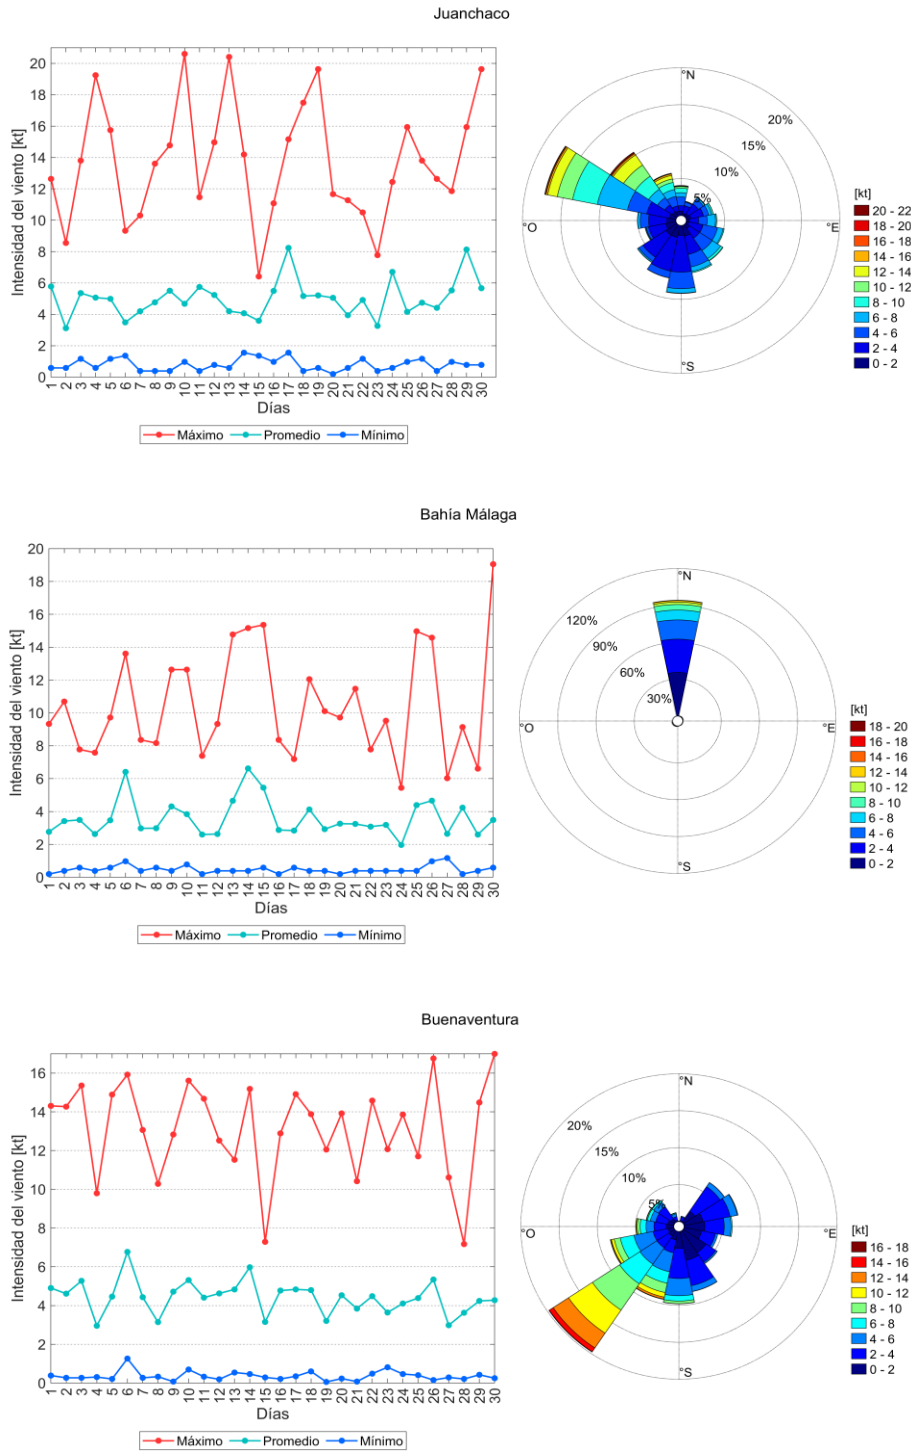 Juanchaco
Intensidad del viento [kt]
20
18
16
14
12
10
8
6
4
2
0
1 2 3 4 5 6 7 8 9 10 11 12 13 14 15 16 17 18 19 20 21 22 23 24 25 26 27 28 29 30
Días
Máximo Promedio Mínimo
°N
20%
15%
10%
5%
°O
°E
°S
[kt]
20 - 22
18 - 20
16 - 18
14 - 16
12 - 14
10 - 12
8 - 10
6 - 8
4 - 6
2 - 4
0 - 2
Bahía Málaga
Intensidad del viento [kt]
20
18
16
14
12
10
8
6
4
2
0
1 2 3 4 5 6 7 8 9 10 11 12 13 14 15 16 17 18 19 20 21 22 23 24 25 26 27 28 29 30
Días
Máximo Promedio Mínimo
°N
120%
90%
60%
30%
°O
°E
°S
[kt]
18 - 20
16 - 18
14 - 16
12 - 14
10 - 12
8 - 10
6 - 8
4 - 6
2 - 4
0 - 2
Buenaventura
Intensidad del viento [kt]
16
14
12
10
8
6
4
2
0
1 2 3 4 5 6 7 8 9 10 11 12 13 14 15 16 17 18 19 20 21 22 23 24 25 26 27 28 29 30
Días
Máximo Promedio Mínimo
°N
20%
15%
10%
5%
°O
°E
°S
[kt]
16 - 18
14 - 16
12 - 14
10 - 12
8 - 10
6 - 8
4 - 6
2 - 4
0 - 2